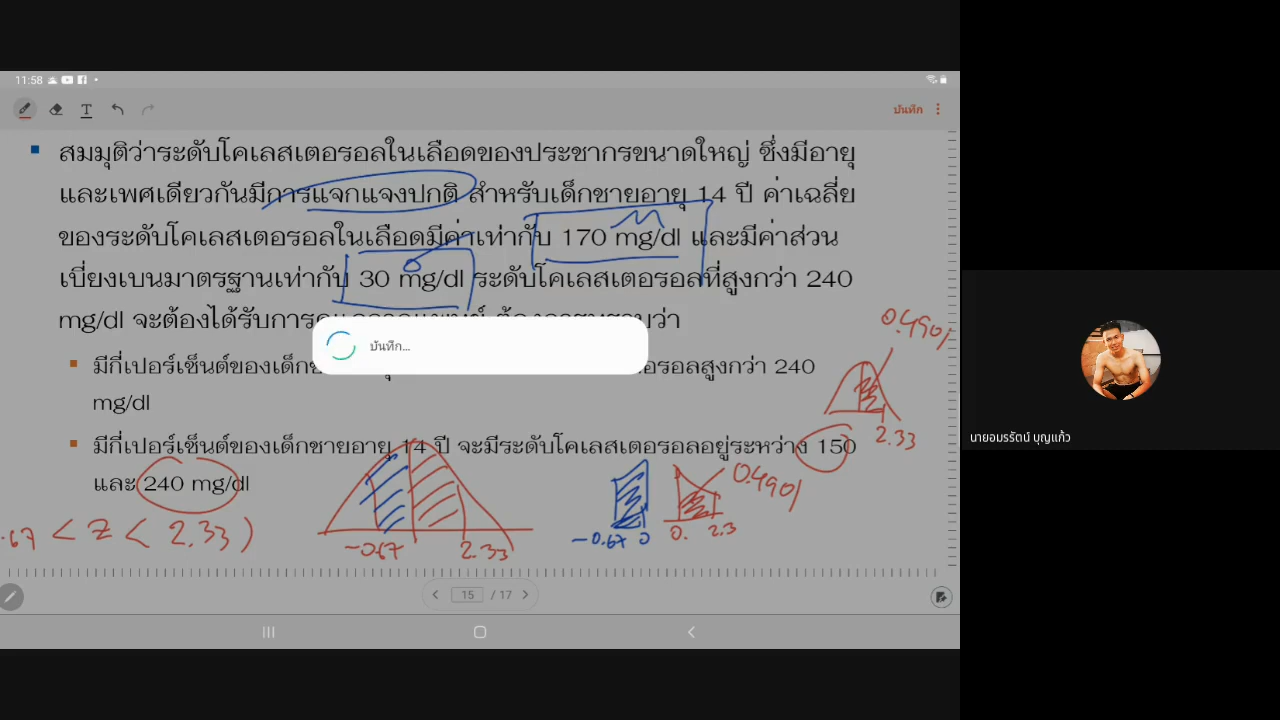 11:58
บันทึก
สมมุติว่าระดับโคเลสเตอรอลในเลือดของประชากรขนาดใหญ่ ซึ่งมีอายุ
และเพศเดียวกันมีการแจกแจงปกติ สำหรับเด็กชายอายุ 14 ปี ค่าเฉลี่ย
ของระดับโคเลสเตอรอลในเลือดมีค่าเท่ากับ 170 mg/dl และมีค่าส่วน
เบี่ยงเบนมาตรฐานเท่ากับ 30 mg/dl ระดับโคเลสเตอรอลที่สูงกว่า 240
mg/dl จะต้องได้รับการ
บันทึก...
0.4901
มีกี่เปอร์เซ็นต์ของเด็ก สูงกว่า 240
mg/dl
2.33
มีกี่เปอร์เซ็นต์ของเด็กชายอายุ 14 ปี จะมีระดับโคเลสเตอรอลอยู่ระหว่าง 150
และ 240 mg/dl
0.4901
.67 < Z < 2.33)
-0.67 2.33
-0.67 0 0. 2.3
15 / 17
นายอมรรัตน์ บุญแก้ว